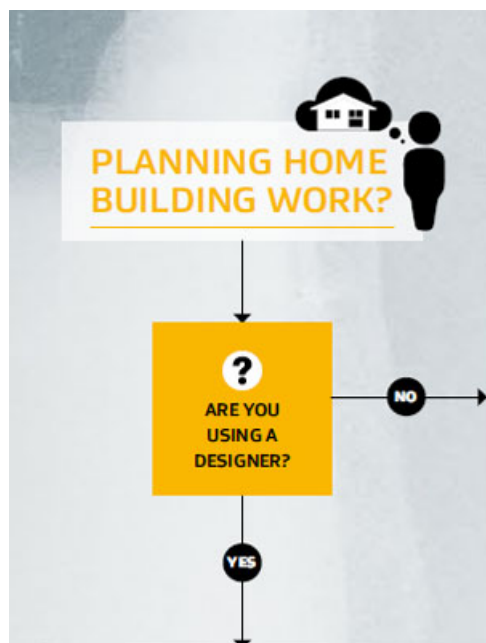 PLANNING HOME
BUILDING WORK?
?
ARE YOU
USING A
DESIGNER?
NO
YES